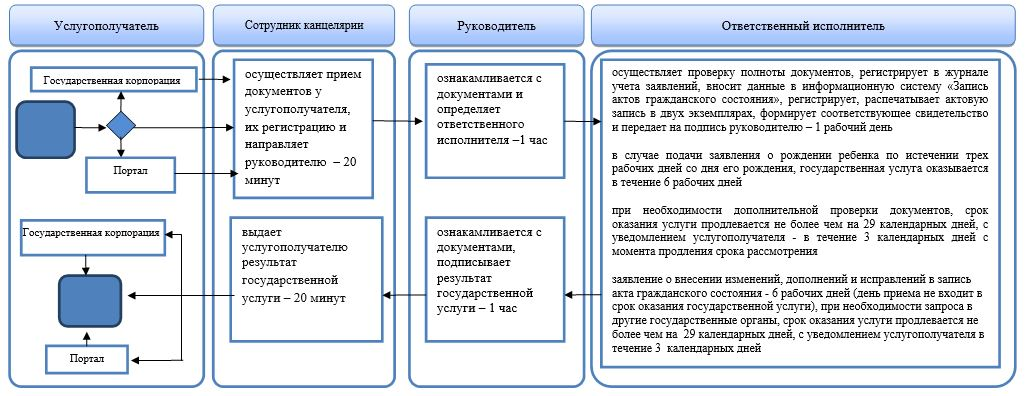 Услугополучатель
Сотрудник канцелярии
Руководитель
Ответственный исполнитель
Государственная корпорация
Портал
осуществляет прием
документов у
услугополучателя,
их регистрацию и
направляет
руководителю – 20
минут
ознакамливается с
документами и
определяет
ответственного
исполнителя –1 час
осуществляет проверку полноты документов, регистрирует в журнале
учета заявлений, вносит данные в информационную систему «Запись
актов гражданского состояния», регистрирует, распечатывает актовую
запись в двух экземплярах, формирует соответствующее свидетельство
и передает на подпись руководителю – 1 рабочий день
в случае подачи заявления о рождении ребенка по истечении трех
рабочих дней со дня его рождения, государственная услуга оказывается
в течение 6 рабочих дней
при необходимости дополнительной проверки документов, срок
оказания услуги продлевается не более чем на 29 календарных дней, с
уведомлением услугополучателя - в течение 3 календарных дней с
момента продления срока рассмотрения
заявление о внесении изменений, дополнений и исправлений в запись
акта гражданского состояния - 6 рабочих дней (день приема не входит в
срок оказания государственной услуги), при необходимости запроса в
другие государственные органы, срок оказания услуги продлевается не
более чем на 29 календарных дней, с уведомлением услугополучателя в
течение 3 календарных дней
Государственная корпорация
Портал
выдает
услугополучателю
результат
государственной
услуги – 20 минут
ознакамливается с
документами,
подписывает
результат
государственной
услуги – 1 час